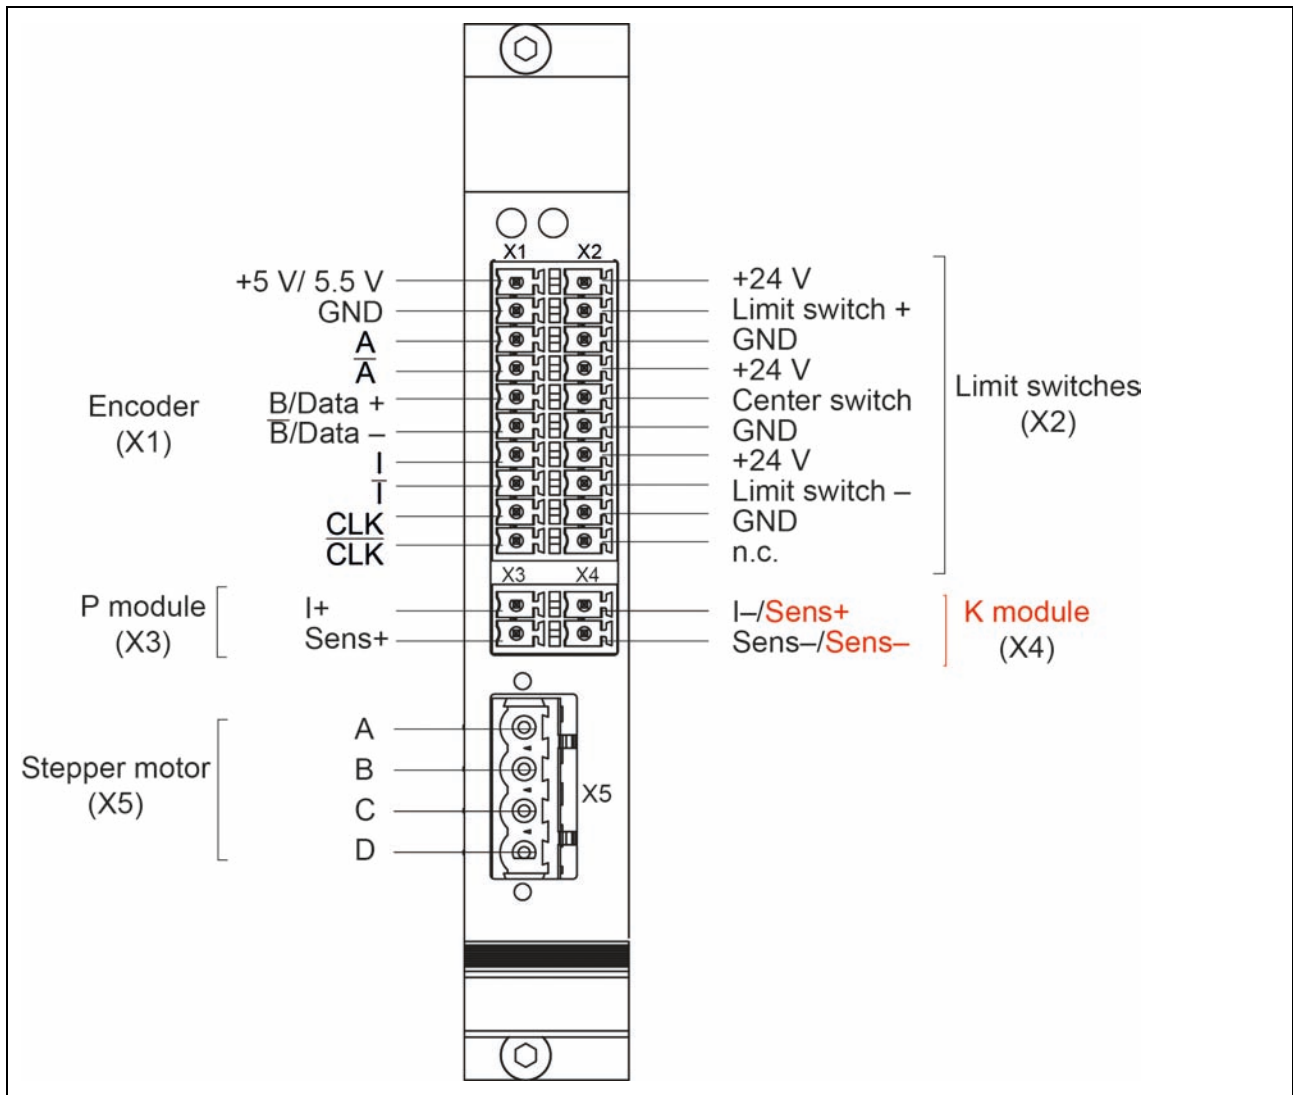 X1 X2
+5 V/ 5.5 V
GND
A
A̅
B/Data +
B̅/Data –
I
I̅
CLK
C̅L̅K̅
Encoder
(X1)
+24 V
Limit switch +
GND
+24 V
Center switch
GND
+24 V
Limit switch –
GND
n.c.
Limit switches
(X2)
X3 X4
P module
(X3)
I+
Sens+
I–/Sens+
Sens–/Sens–
K module
(X4)
Stepper motor
(X5)
A
B
C
D
X5